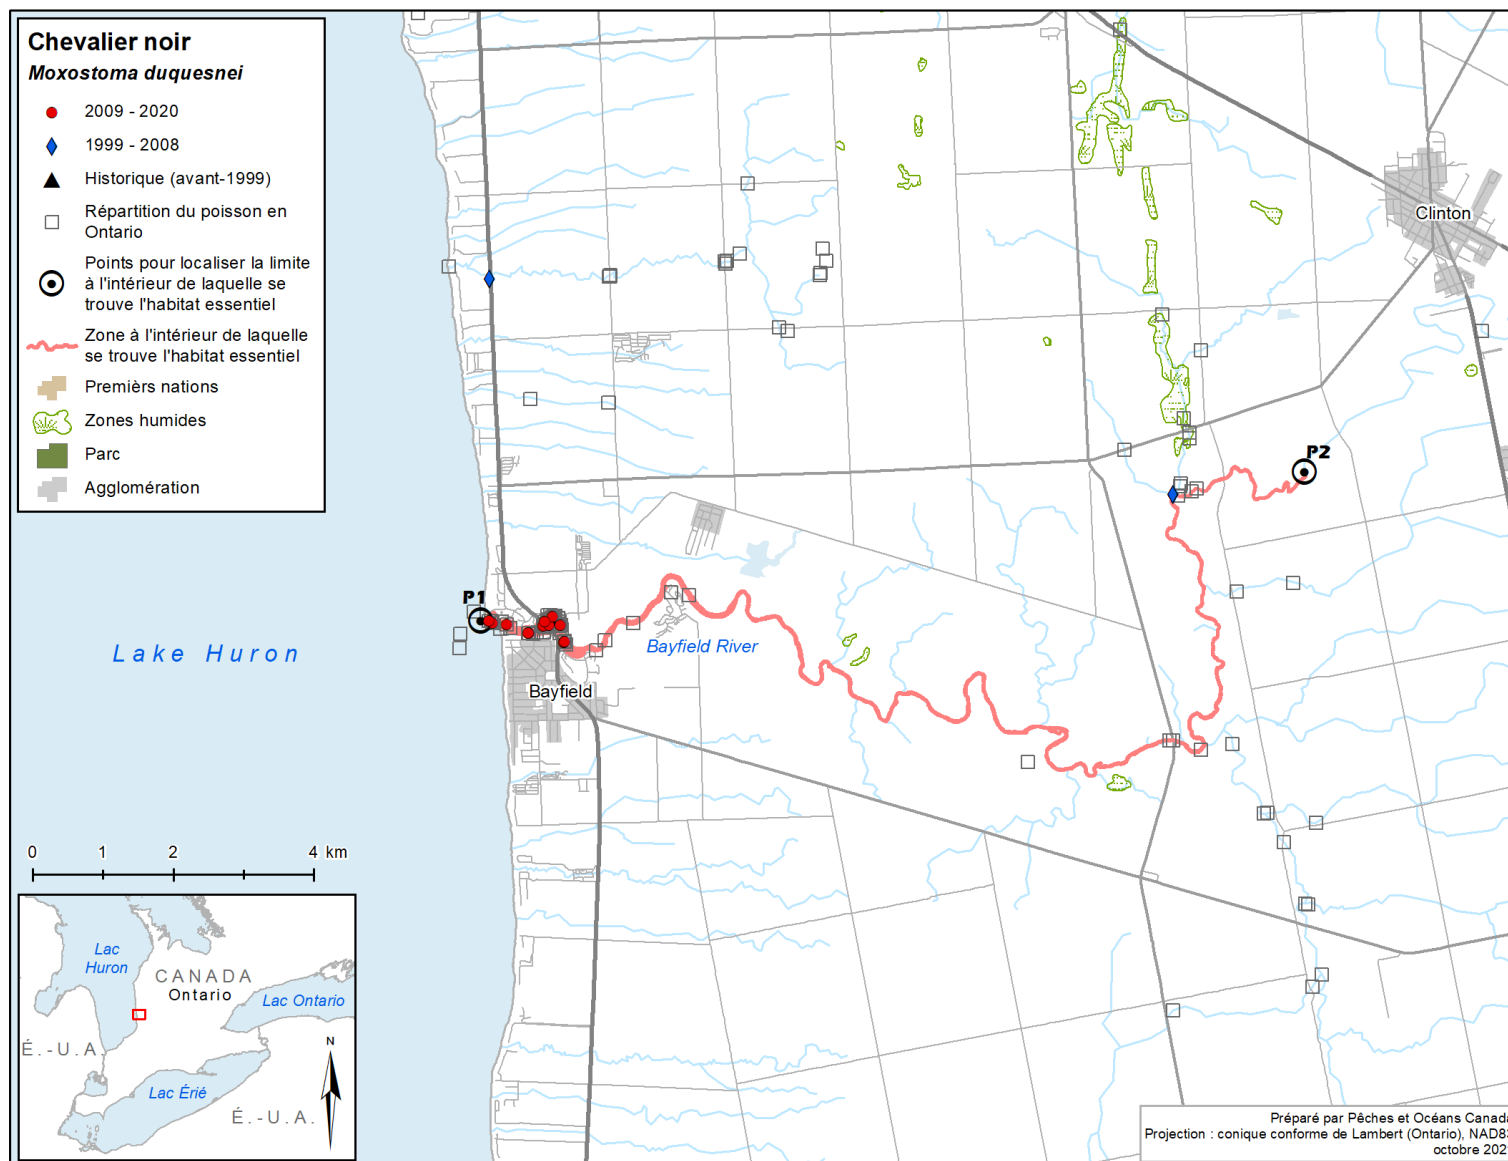 Chevalier noir
Moxostoma duquesnei
2009 - 2020
1999 - 2008
Historique (avant-1999)
Répartition du poisson en
Ontario
Points pour localiser la limite
à l'intérieur de laquelle se
trouve l'habitat essentiel
Zone à l'intérieur de laquelle
se trouve l'habitat essentiel
Premièrs nations
Zones humides
Parc
Agglomération
Clinton
P2
P1
Lake Huron
Bayfield River
Bayfield
0 1 2 4 km
Lac
Huron
CANADA
Ontario
Lac Ontario
É.-U.A.
Lac Érié
É.-U.A.
N
Préparé par Pêches et Océans Canada
Projection : conique conforme de Lambert (Ontario), NAD83
octobre